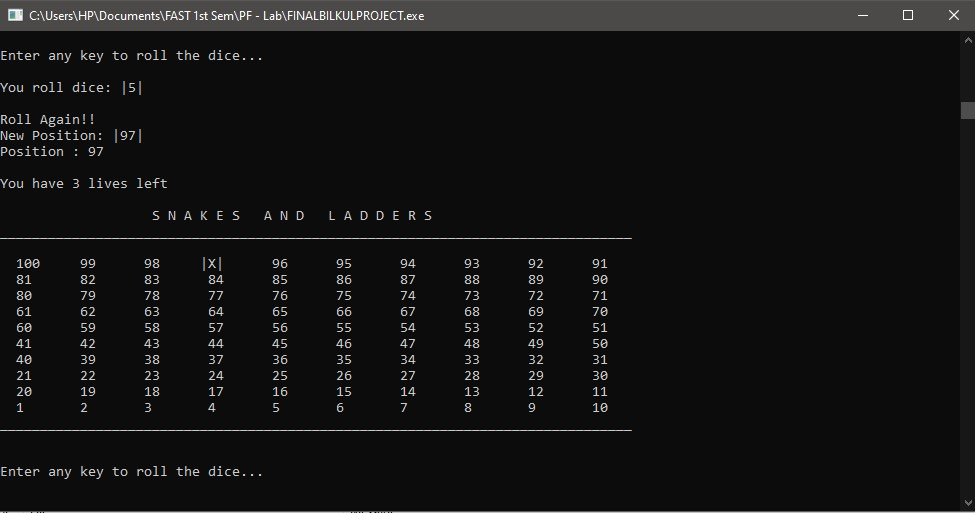 C:\Users\HP\Documents\FAST 1st Sem\PF - Lab\FINALBILKULPROJECT.exe
Enter any key to roll the dice...
You roll dice: |5|
Roll Again!!
New Position: |97|
Position : 97
You have 3 lives left
S N A K E S   A N D   L A D D E R S
100 99 98 |X| 96 95 94 93 92 91
81 82 83 84 85 86 87 88 89 90
80 79 78 77 76 75 74 73 72 71
61 62 63 64 65 66 67 68 69 70
60 59 58 57 56 55 54 53 52 51
41 42 43 44 45 46 47 48 49 50
40 39 38 37 36 35 34 33 32 31
21 22 23 24 25 26 27 28 29 30
20 19 18 17 16 15 14 13 12 11
1 2 3 4 5 6 7 8 9 10
Enter any key to roll the dice...